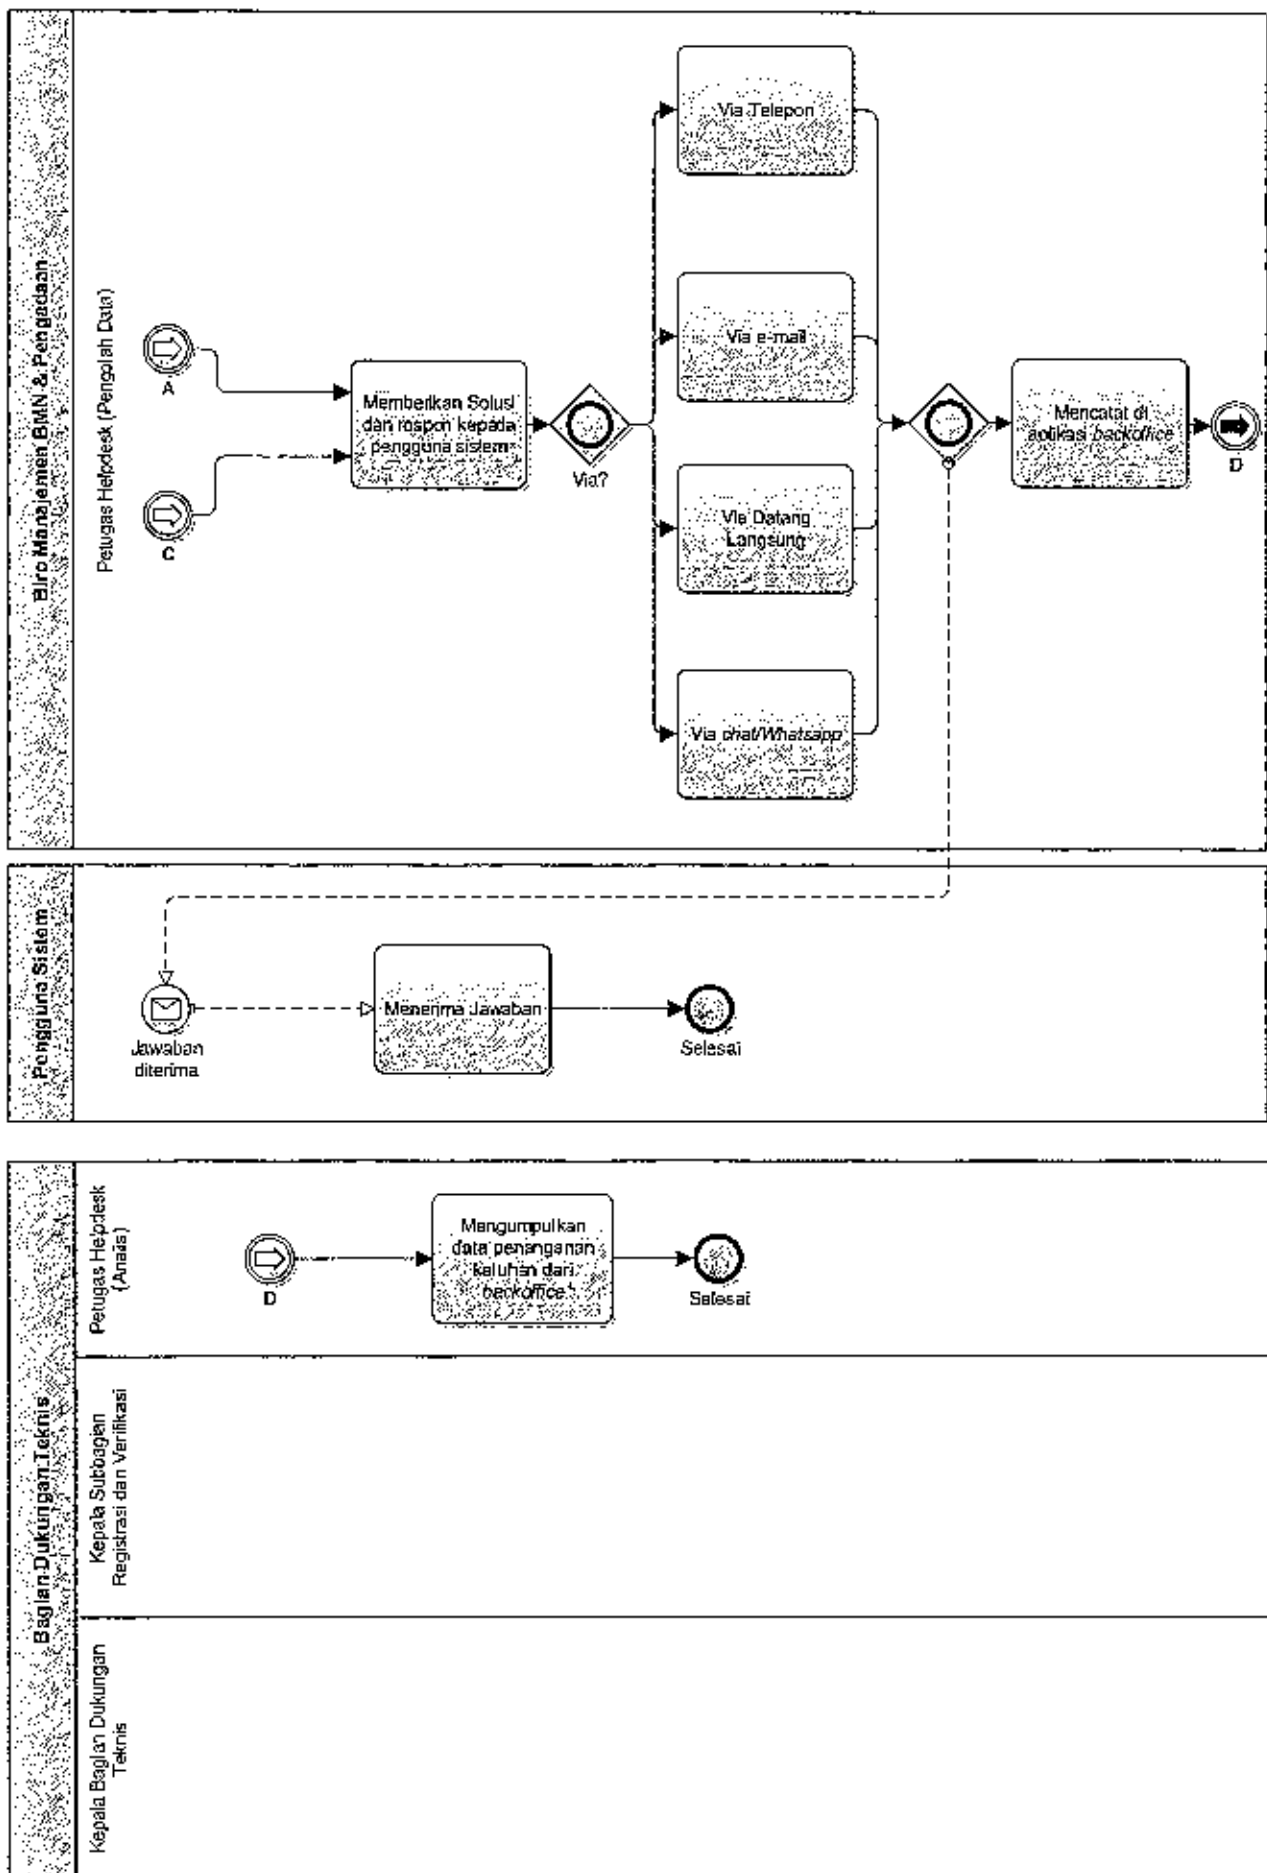 Biro Manajemen BMN & Pengadaan
Petugas Helpdesk (Pengolah Data)
A
C
Memberikan Solusi
dan respon kepada
pengguna sistem
Via?
Via Telepon
Via e-mail
Via Datang
Langsung
Via chat/Whatsapp
Mencatat di
aplikasi backoffice
D
Pengguna Sistem
Jawaban
diterima
Menerima Jawaban
Selesai
Bagian Dukungan Teknis
Petugas Helpdesk
(Analis)
D
Mengumpulkan
data penanganan
keluhan dari
backoffice
Selesai
Kepala Subbagian
Registrasi dan Verifikasi
Kepala Bagian Dukungan
Teknis